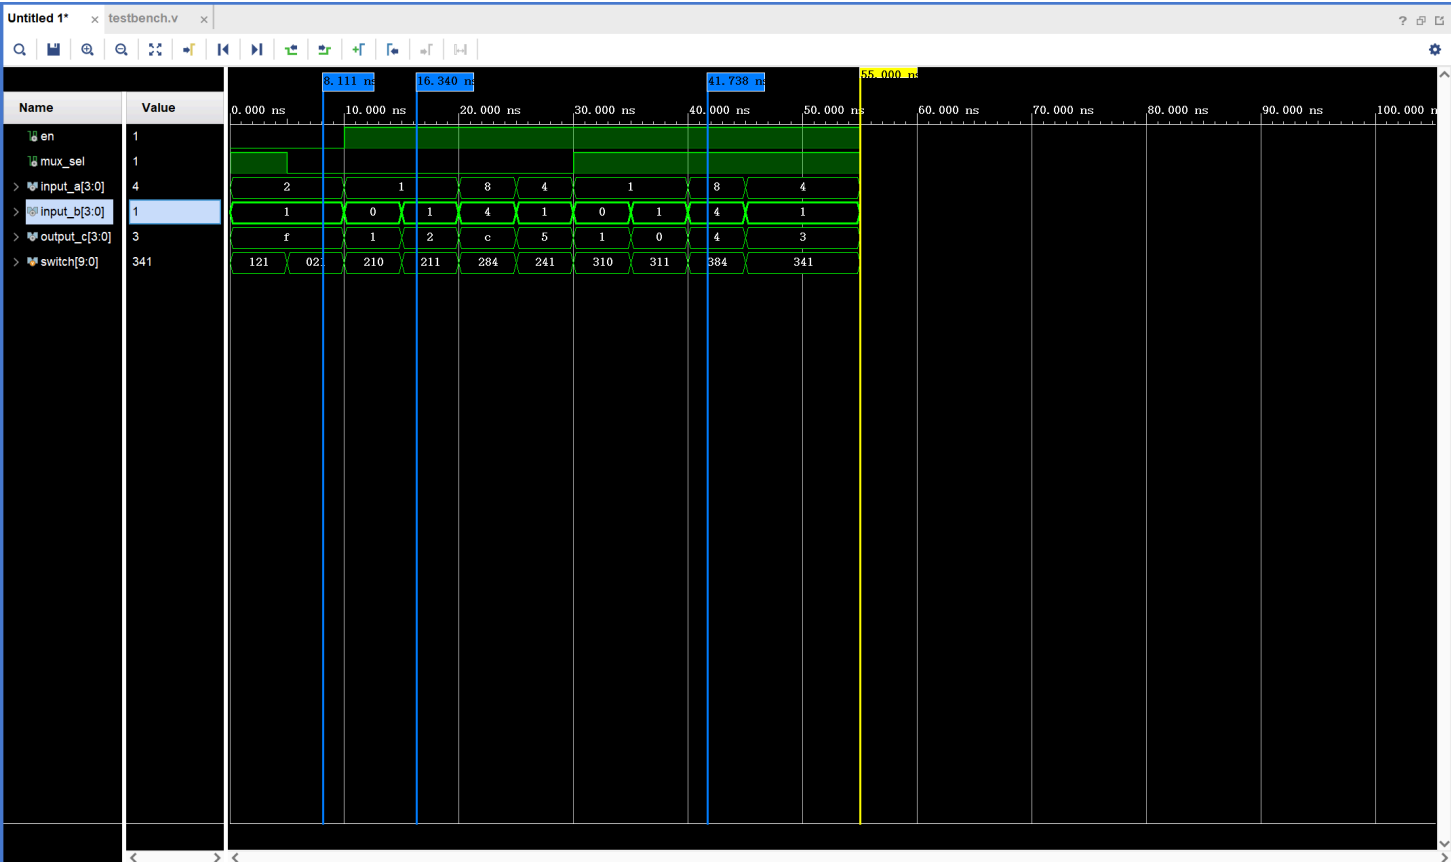 Untitled 1* × testbench.v ×
?
8.111 ns 16.340 ns 41.738 ns 55.000 ns
Name Value 0.000 ns 10.000 ns 20.000 ns 30.000 ns 40.000 ns 50.000 ns 60.000 ns 70.000 ns 80.000 ns 90.000 ns 100.000 n
en 1
mux_sel 1
input_a[3:0] 4 2 1 8 4 1 8 4
input_b[3:0] 1 1 0 1 4 1 0 1 4 1
output_c[3:0] 3 f 1 2 c 5 1 0 4 3
switch[9:0] 341 121 021 210 211 284 241 310 311 384 341